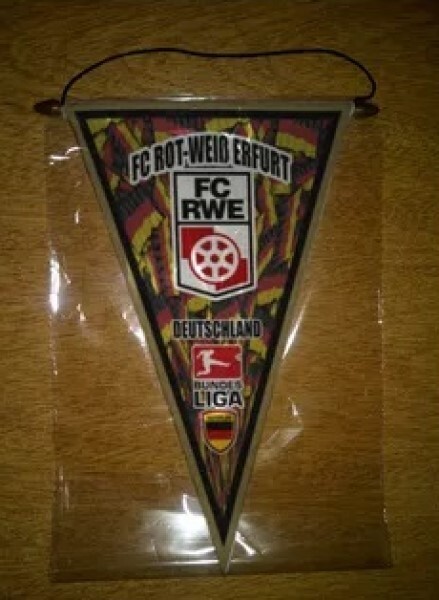 FC ROT-WEIß ERFURT
FC
RWE
DEUTSCHLAND
BUNDES
LIGA